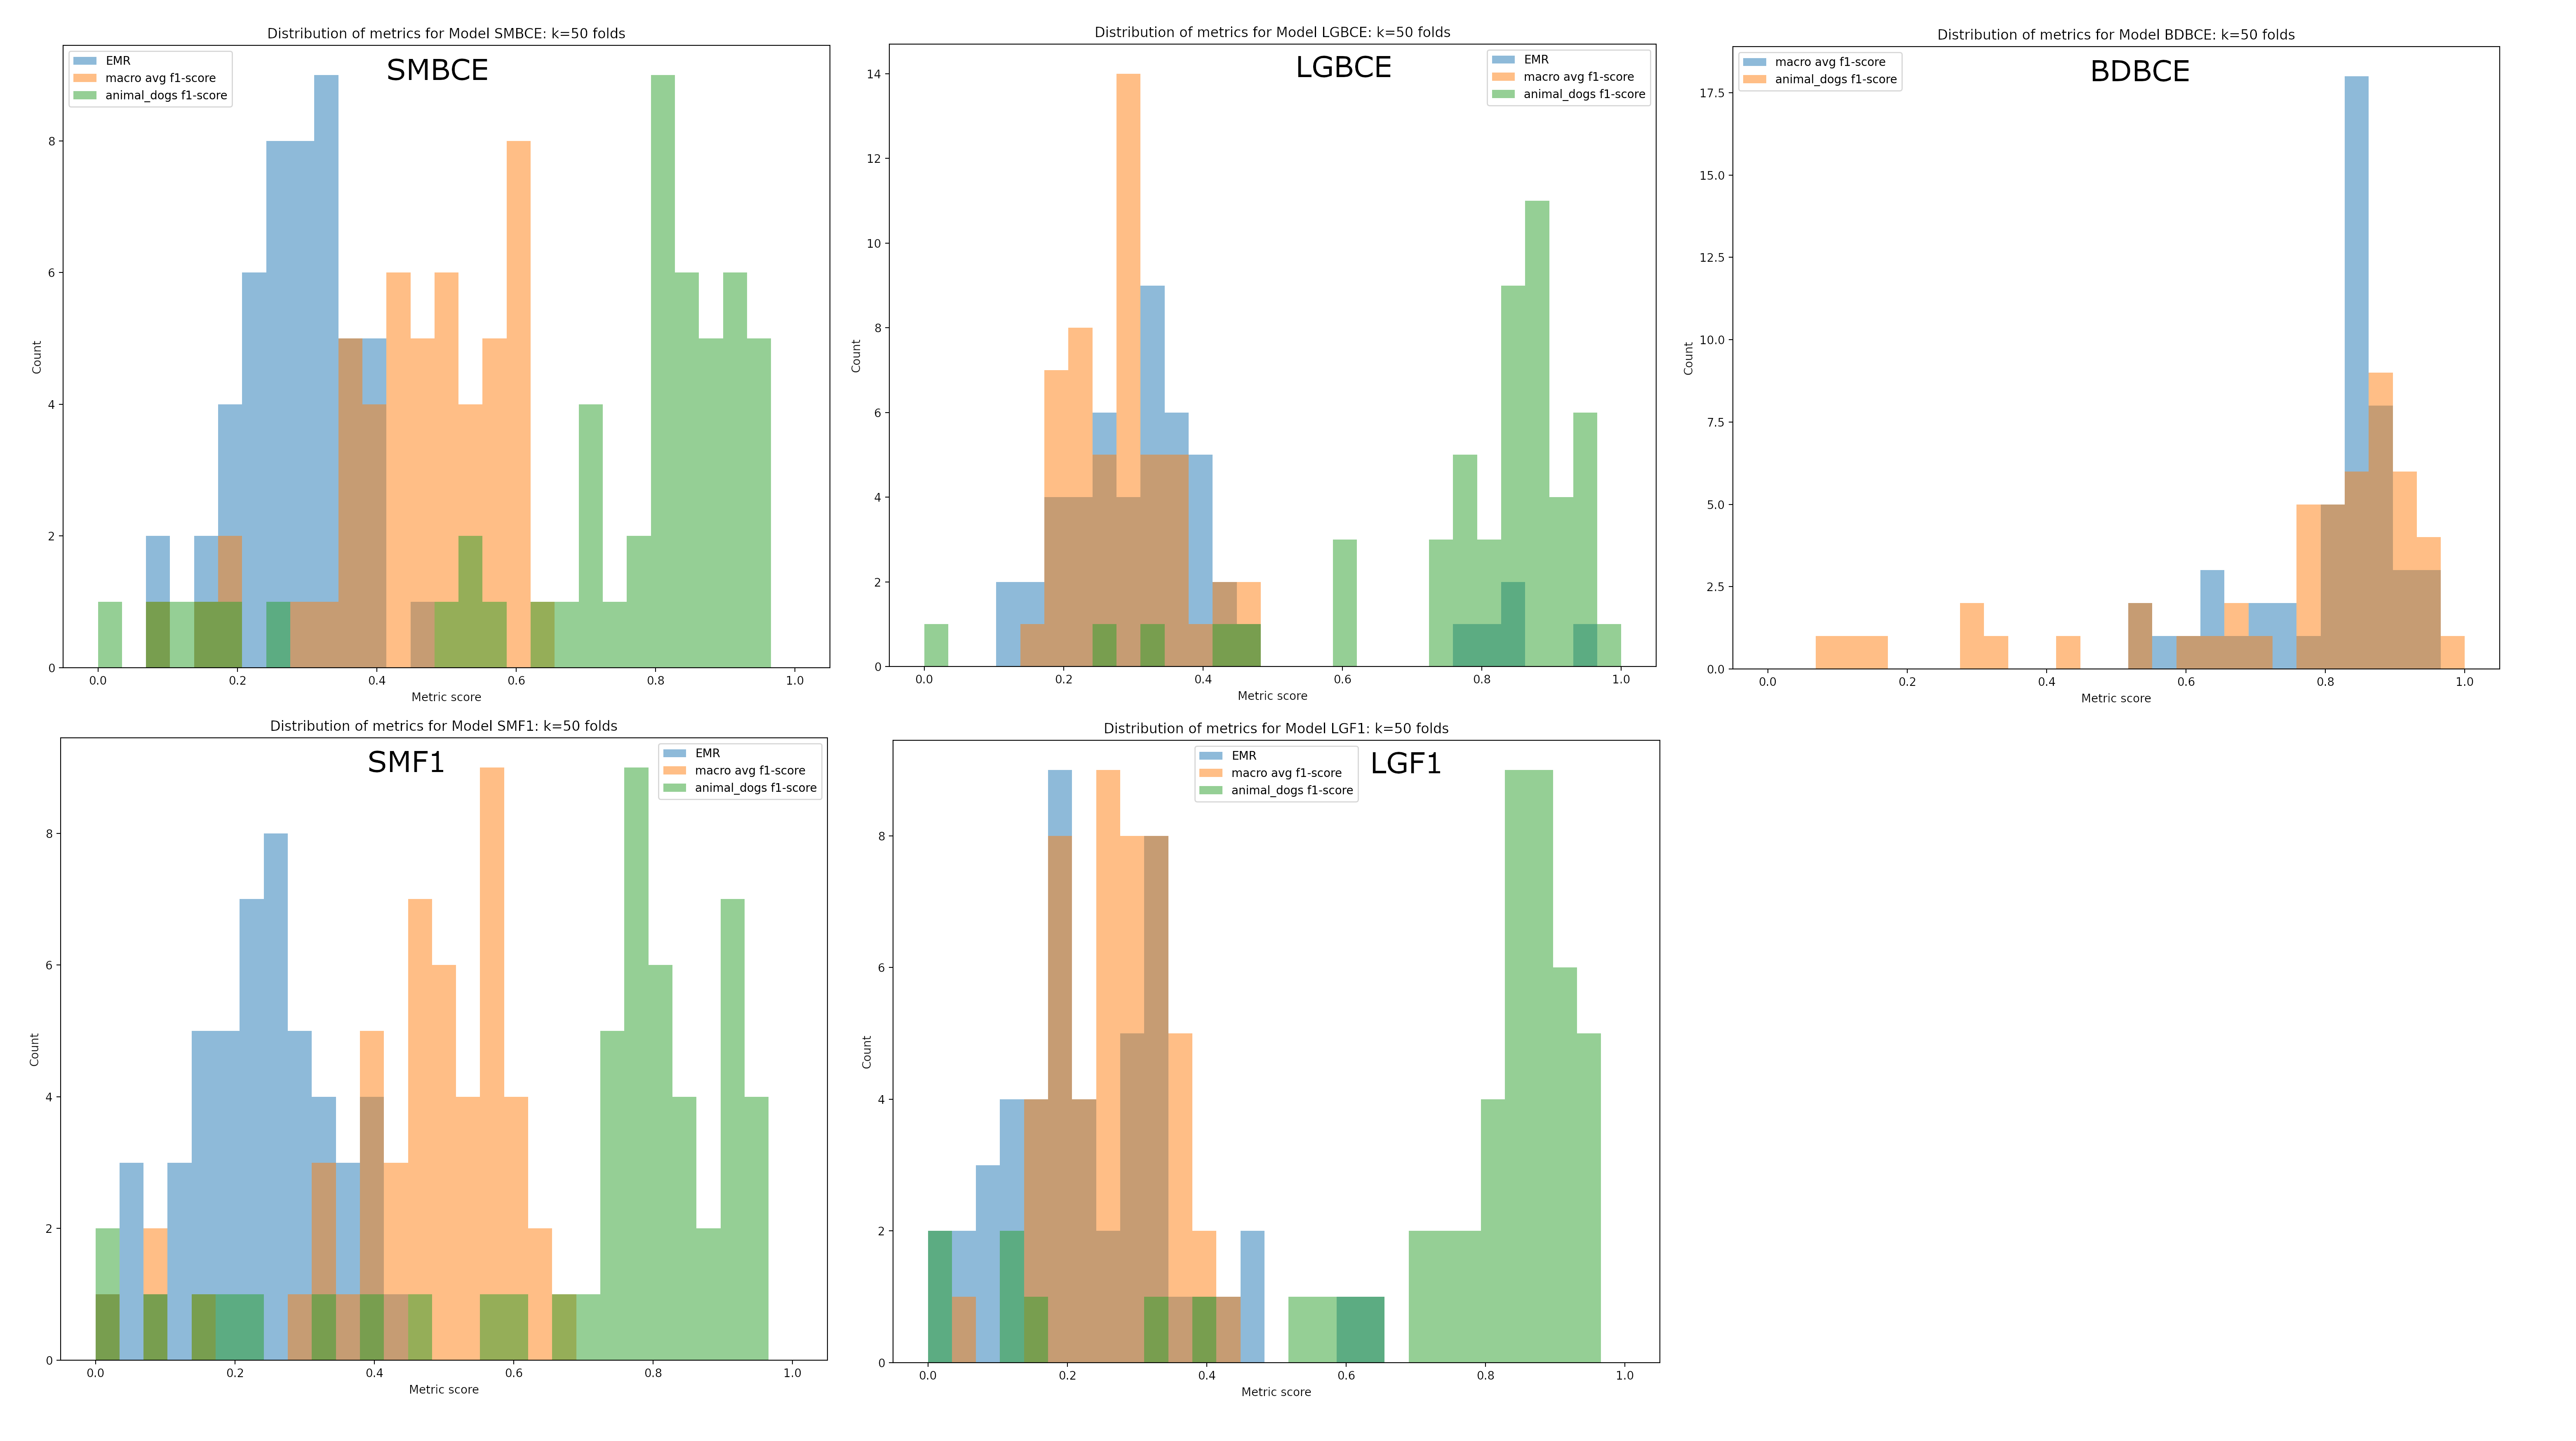 Distribution of metrics for Model SMBCE: k=50 folds
SMBCE
EMR
macro avg f1-score
animal_dogs f1-score
Count
8
6
4
2
0
0.0 0.2 0.4 0.6 0.8 1.0
Metric score
Distribution of metrics for Model LGBCE: k=50 folds
LGBCE
EMR
macro avg f1-score
animal_dogs f1-score
Count
14
12
10
8
6
4
2
0
0.0 0.2 0.4 0.6 0.8 1.0
Metric score
Distribution of metrics for Model BDBCE: k=50 folds
BDBCE
macro avg f1-score
animal_dogs f1-score
Count
17.5
15.0
12.5
10.0
7.5
5.0
2.5
0.0
0.0 0.2 0.4 0.6 0.8 1.0
Metric score
Distribution of metrics for Model SMF1: k=50 folds
SMF1
EMR
macro avg f1-score
animal_dogs f1-score
Count
8
6
4
2
0
0.0 0.2 0.4 0.6 0.8 1.0
Metric score
Distribution of metrics for Model LGF1: k=50 folds
LGF1
EMR
macro avg f1-score
animal_dogs f1-score
Count
8
6
4
2
0
0.0 0.2 0.4 0.6 0.8 1.0
Metric score